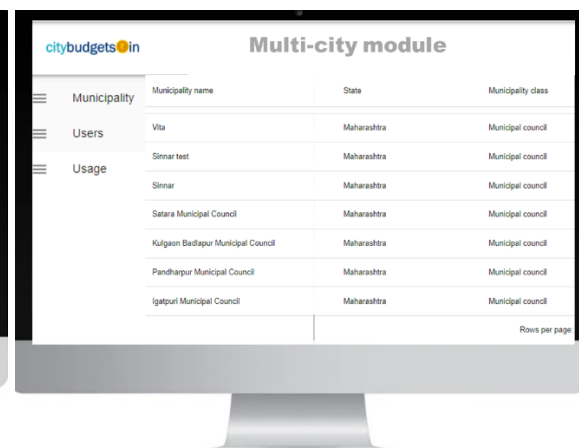 citybudgets₹in
Multi-city module
Municipality
Users
Usage
Municipality name State Municipality class
Vita Maharashtra Municipal council
Sinnar test Maharashtra Municipal council
Sinnar Maharashtra Municipal council
Satara Municipal Council Maharashtra Municipal council
Kulgaon Badlapur Municipal Council Maharashtra Municipal council
Pandharpur Municipal Council Maharashtra Municipal council
Igatpuri Municipal Council Maharashtra Municipal council
Rows per page: